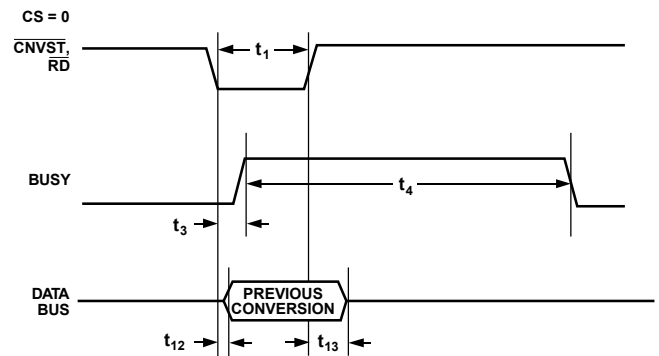 CS = 0
CNVST,
RD
t1
BUSY
t4
t3
DATA
BUS
PREVIOUS
CONVERSION
t12
t13